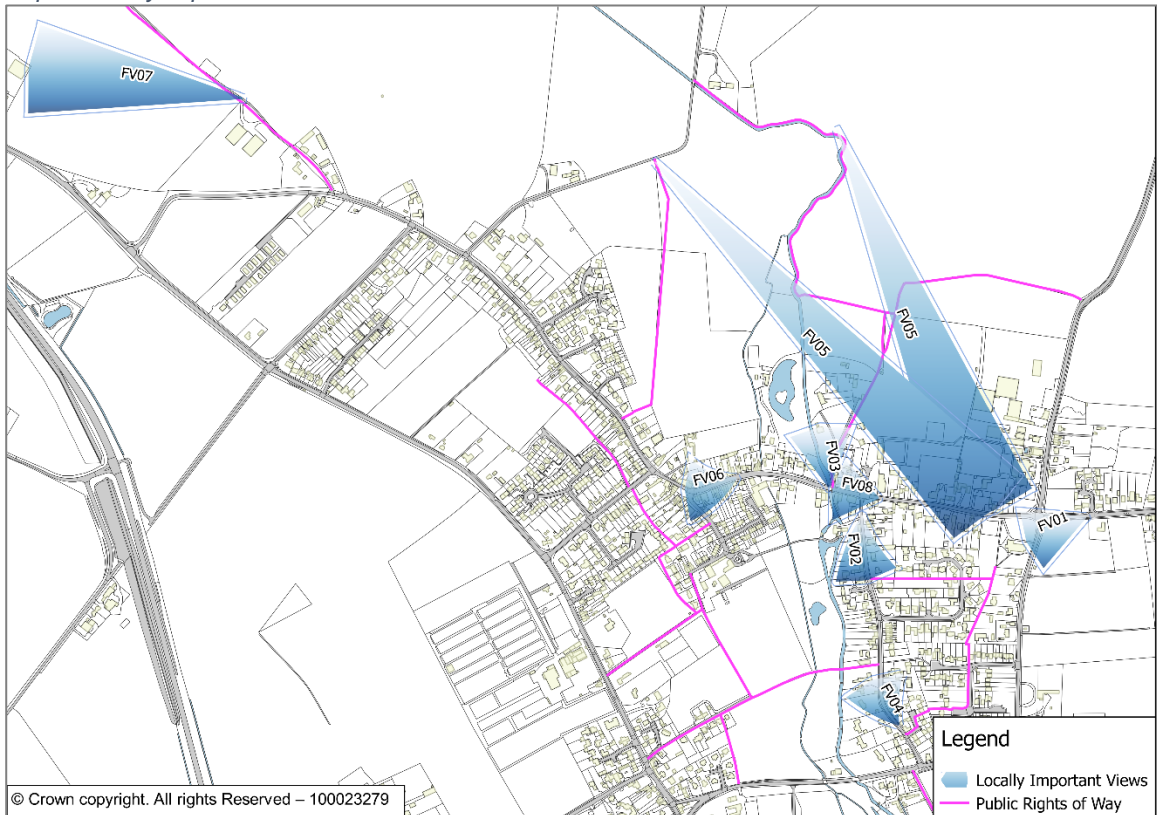 FV07
FV05
FV05
FV03
FV06
FV08
FV01
FV02
FV04
Legend
Locally Important Views
Public Rights of Way
© Crown copyright. All rights Reserved – 100023279